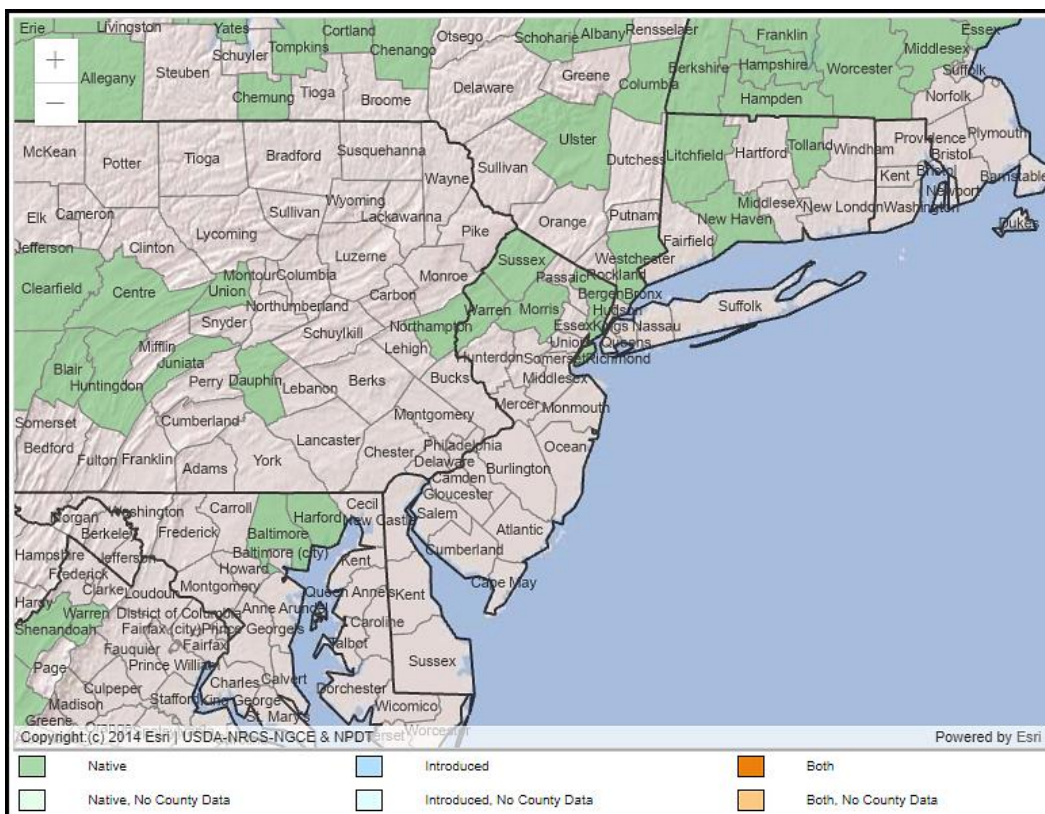 Erie Livingston Yates Cortland Otsego Schoharie Albany Rensselaer Franklin Middlesex Essex
Allegany Steuben Schuyler Tompkins Chenango Greene Berkshire Hampshire Worcester Suffolk
+
−
Chemung Tioga Broome Delaware Columbia Hampden Norfolk
McKean Potter Tioga Bradford Susquehanna Sullivan Ulster Dutchess Litchfield Hartford Tolland Windham Providence Plymouth
Bristol
Elk Cameron Sullivan Wyoming Wayne Kent Bristol Barnstable
Lycoming Lackawanna Orange Putnam New Haven Middlesex New London Washington Newport
Jefferson Clinton Luzerne Pike Fairfield Dukes
Clearfield Centre Union Montour Columbia Monroe Sussex Passaic Westchester Rockland
Northumberland Carbon Warren Morris Bergen Bronx Suffolk
Snyder Schuylkill Northampton Hudson
Mifflin Lehigh Essex Kings Nassau
Union Queens
Blair Huntingdon Juniata Perry Dauphin Lebanon Berks Bucks Hunterdon Somerset Richmond
Middlesex
Somerset Cumberland Montgomery Mercer Monmouth
Bedford Fulton Franklin Adams York Lancaster Chester Philadelphia Ocean
Delaware Camden Burlington
Gloucester
Morgan Washington Carroll Harford Cecil New Castle Salem Atlantic
Berkeley Frederick Baltimore Cumberland
Hampshire Jefferson Baltimore (city) Kent Cape May
Frederick Howard
Hardy Clarke Loudoun Montgomery Queen Anne's Kent
Warren District of Columbia Anne Arundel Caroline
Shenandoah Fairfax (city) Prince George's Talbot
Page Fauquier Fairfax Sussex
Prince William
Culpeper Charles Calvert Dorchester
Madison Stafford King George Wicomico
Greene St. Mary's
Worcester
Copyright:(c) 2014 Esri | USDA-NRCS-NGCE & NPDT Powered by Esri
Native Introduced Both
Native, No County Data Introduced, No County Data Both, No County Data